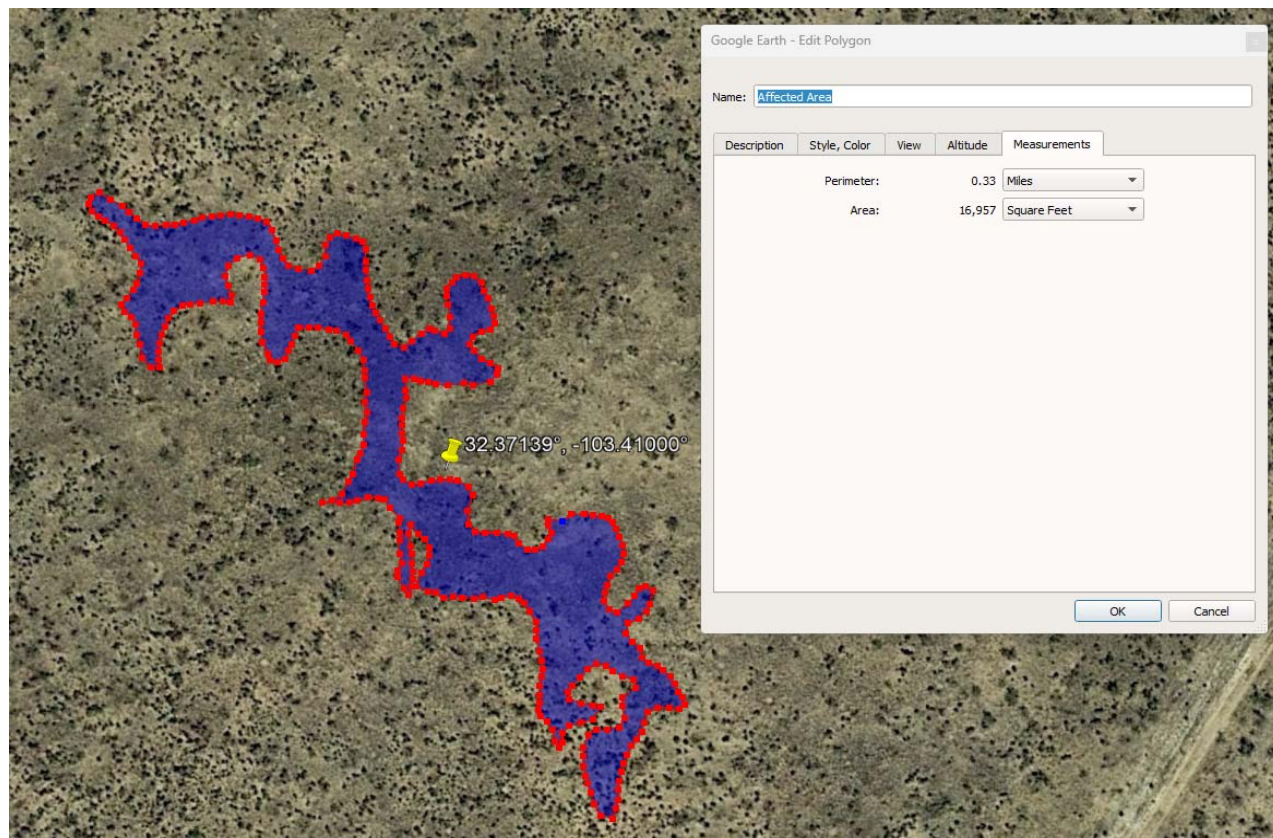 Google Earth - Edit Polygon
Name: Affected Area
Description Style, Color View Altitude Measurements
Perimeter: 0.33 Miles
Area: 16,957 Square Feet
32.37139°, -103.41000°
OK Cancel